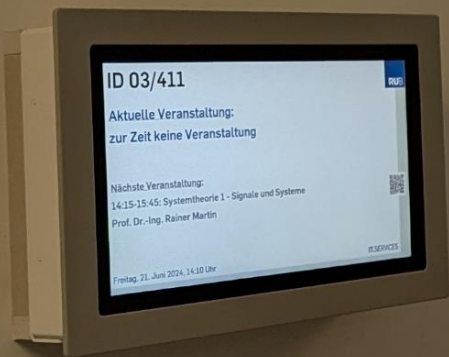 ID 03/411
RUB
Aktuelle Veranstaltung:
zur Zeit keine Veranstaltung
Nächste Veranstaltung:
14:15-15:45: Systemtheorie 1 - Signale und Systeme
Prof. Dr.-Ing. Rainer Martin
IT.SERVICES
Freitag, 21. Juni 2024, 14:10 Uhr